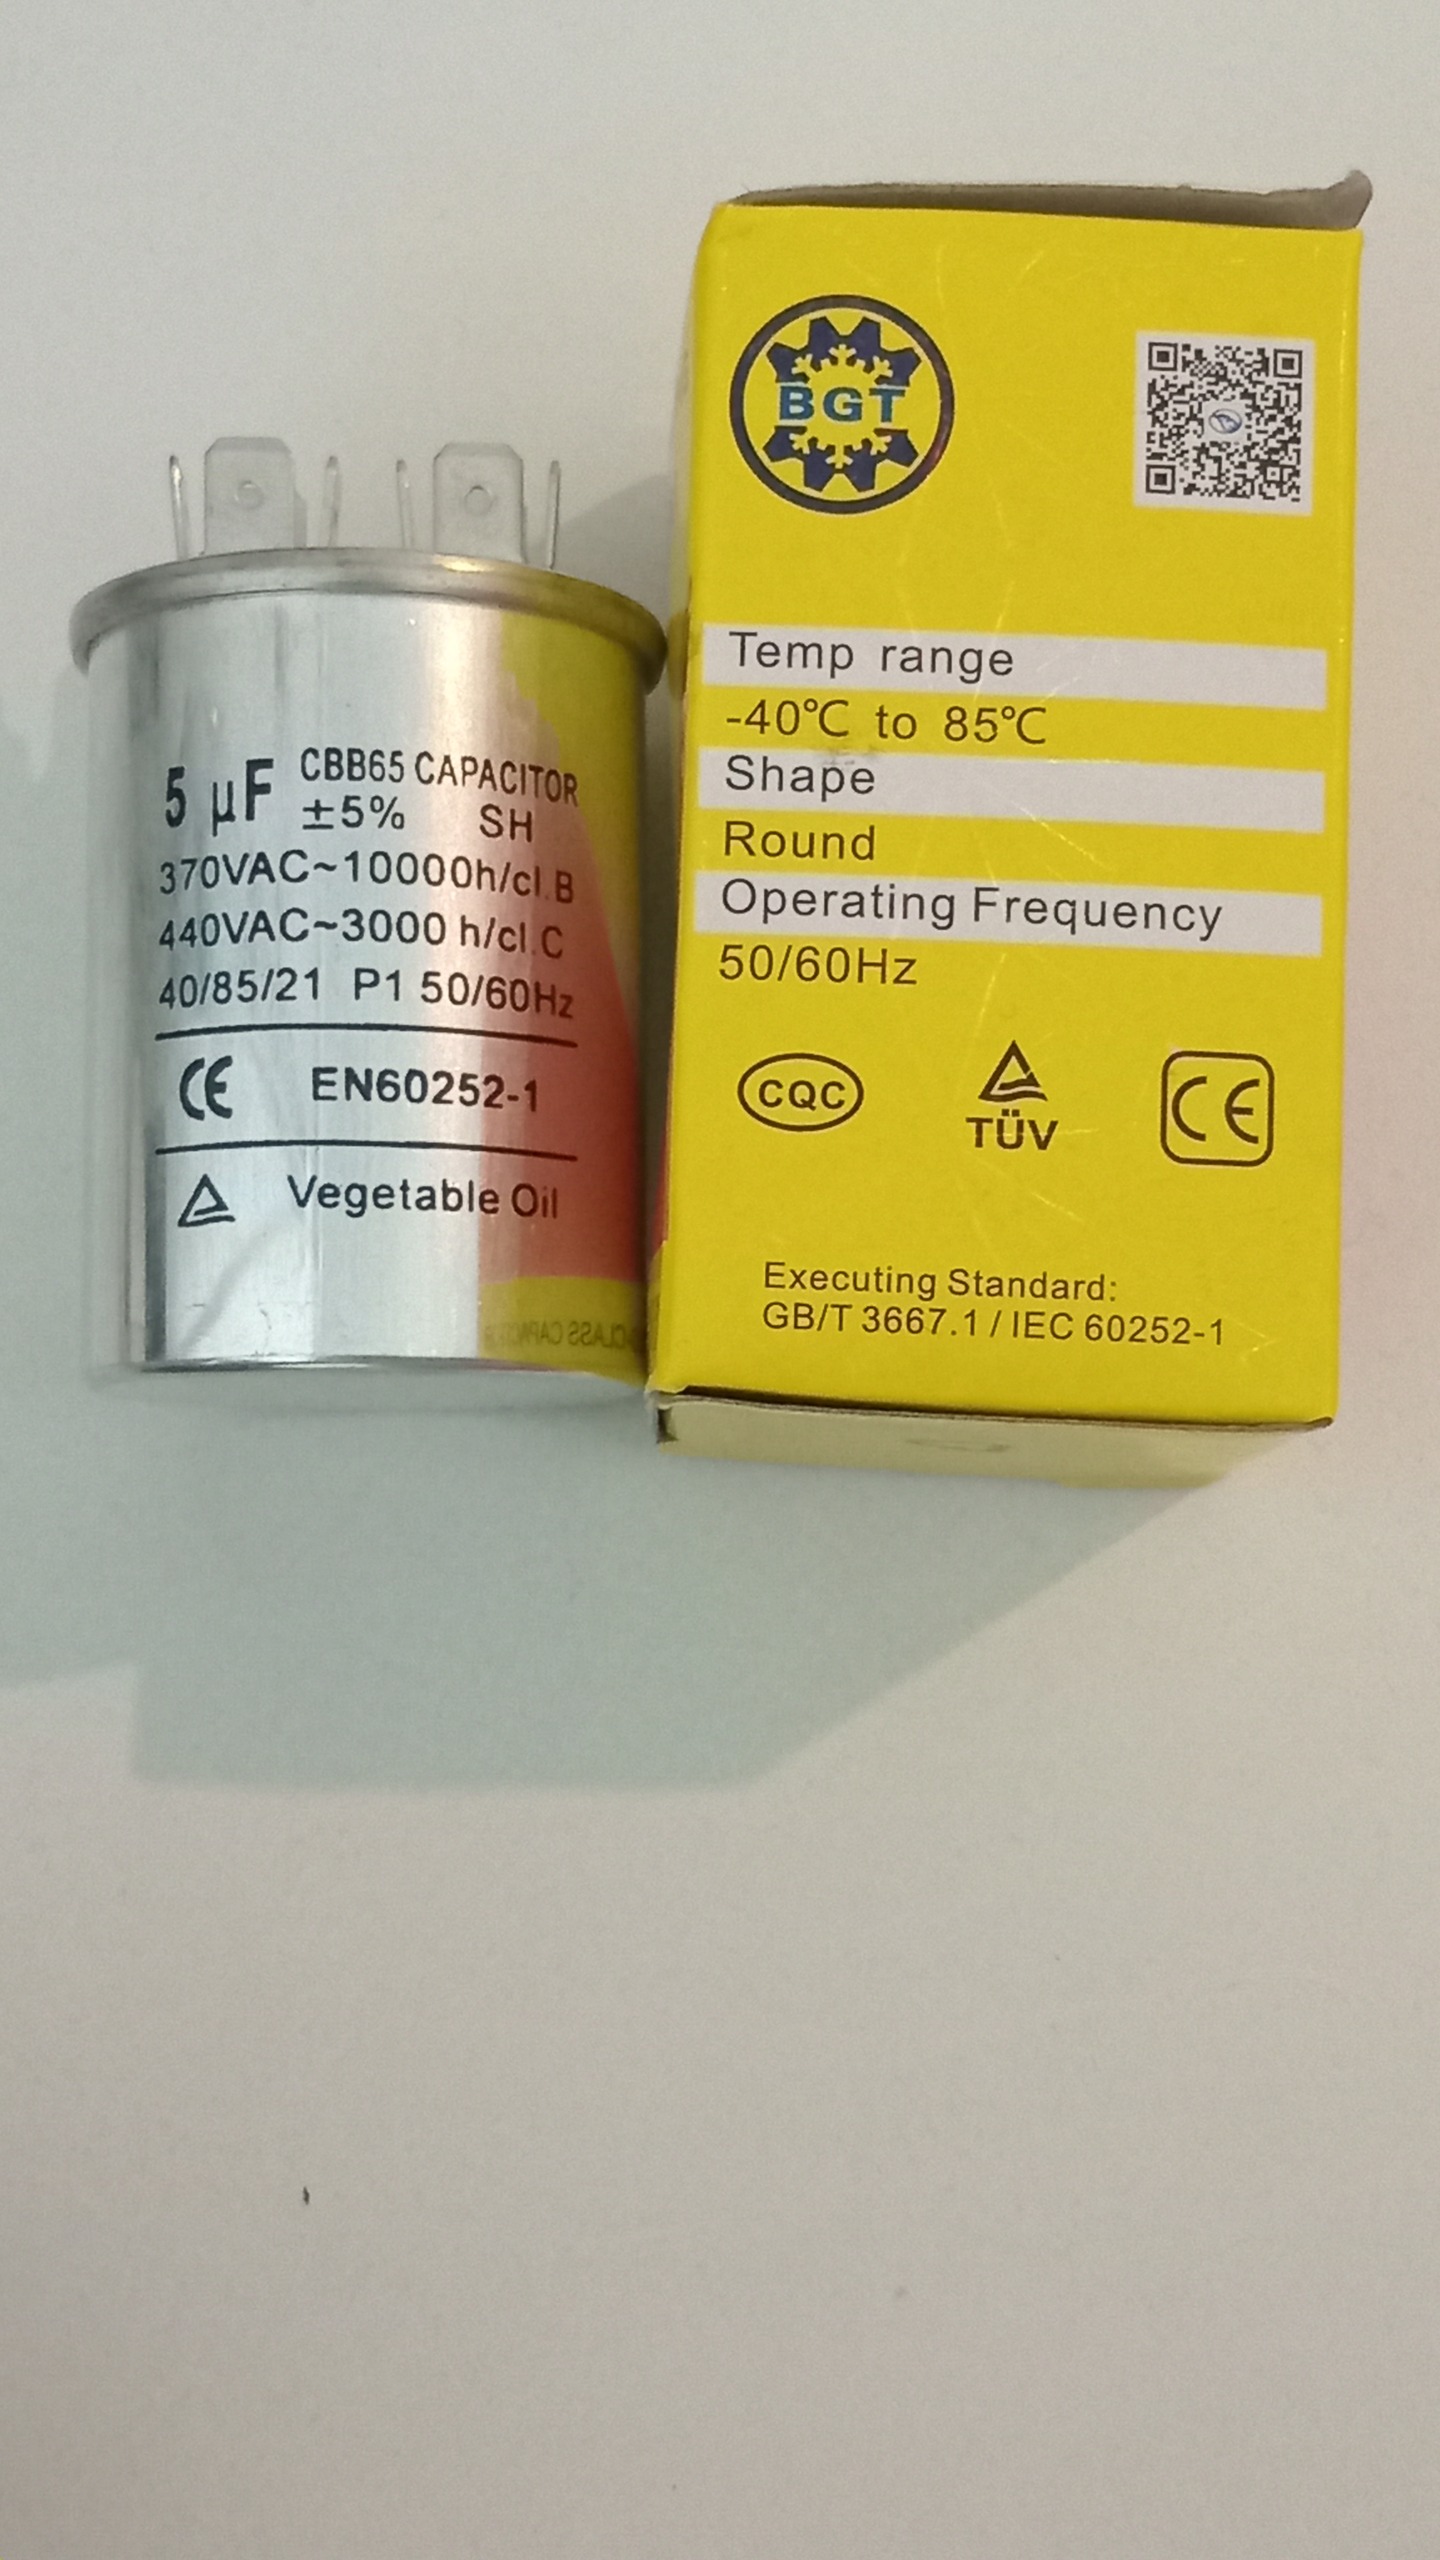 5 µF CBB65 CAPACITOR
±5% SH
370VAC~10000h/cl.B
440VAC~3000 h/cl.C
40/85/21 P1 50/60Hz
CE EN60252-1
Vegetable Oil
BGT
Temp range
-40℃ to 85℃
Shape
Round
Operating Frequency
50/60Hz
CQC
TÜV
CE
Executing Standard:
GB/T 3667.1 / IEC 60252-1